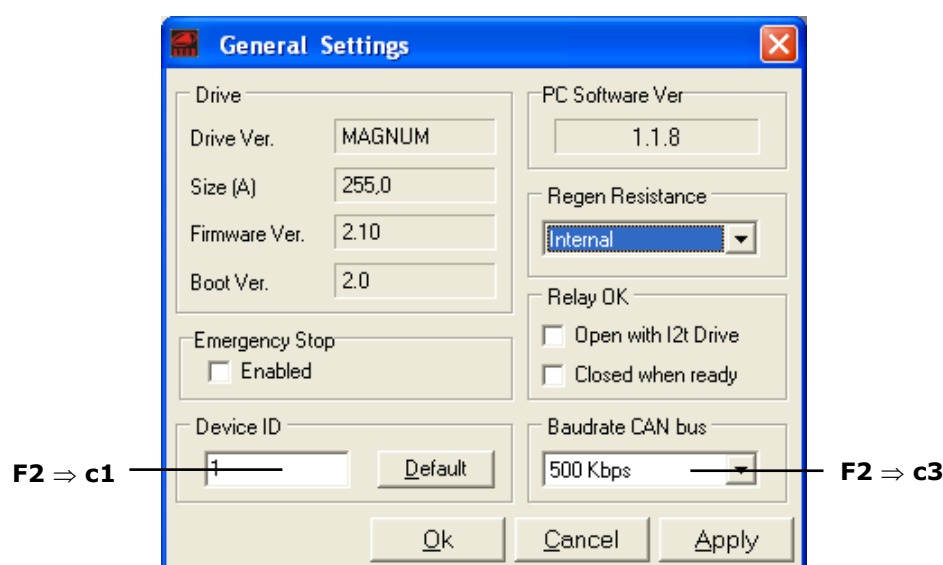 General Settings
Drive
Drive Ver. MAGNUM
Size (A) 255,0
Firmware Ver. 2.10
Boot Ver. 2.0
PC Software Ver
1.1.8
Regen Resistance
Internal
Relay OK
Open with I2t Drive
Closed when ready
Emergency Stop
Enabled
Device ID
1
Default
Baudrate CAN bus
500 Kbps
F2 ⇒ c1
F2 ⇒ c3
Ok Cancel Apply